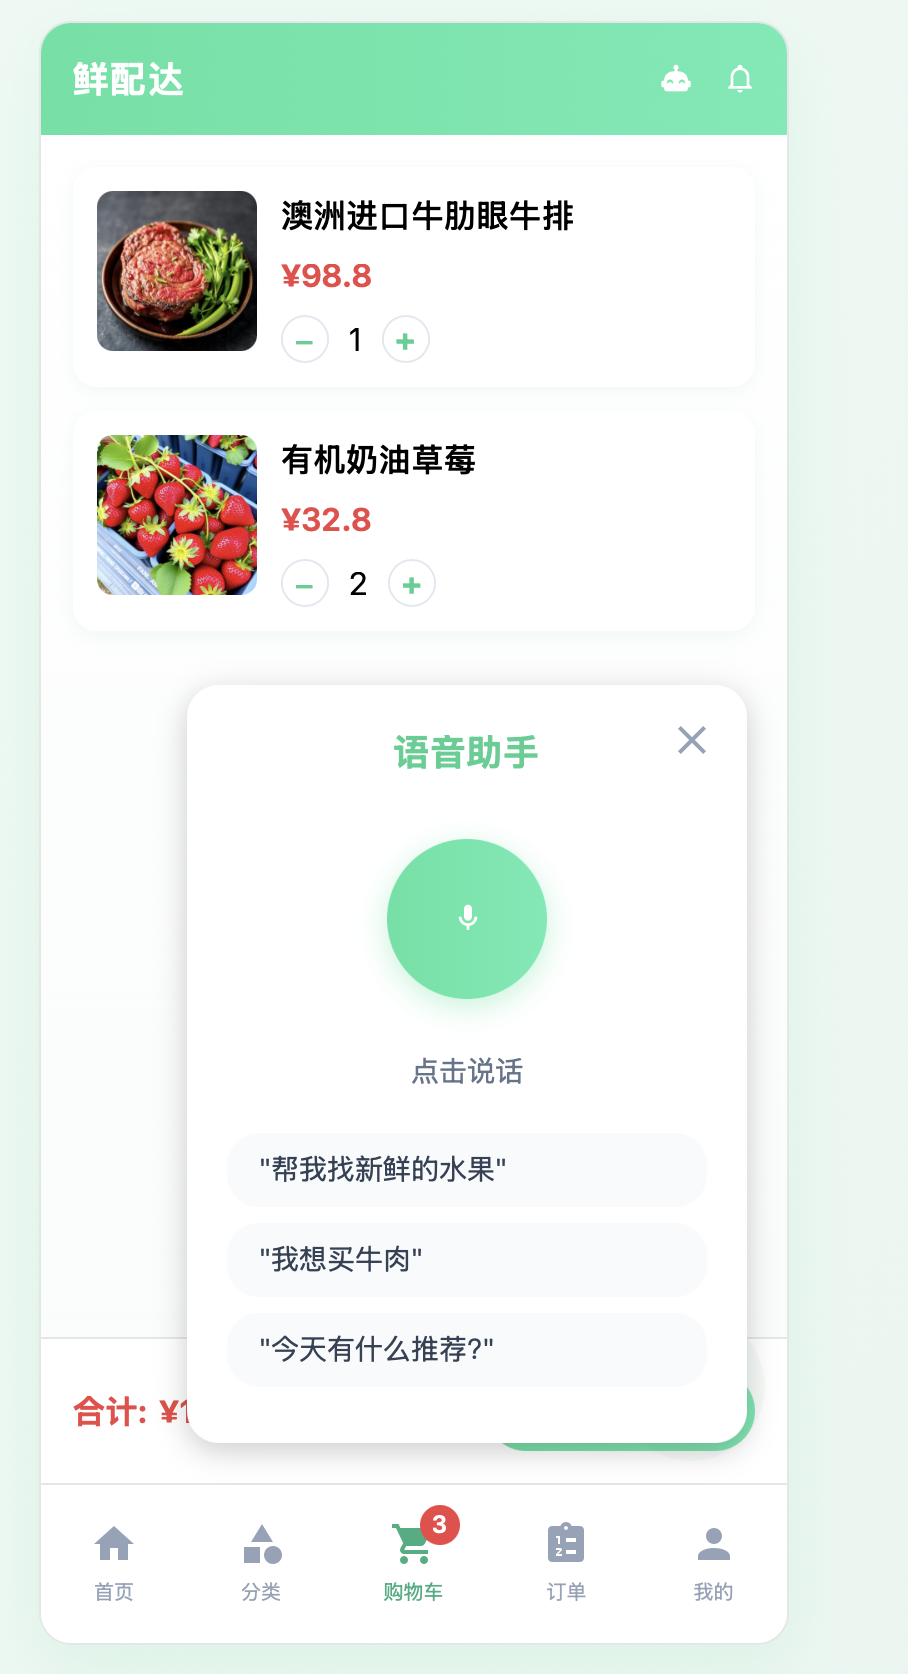 鲜配达
澳洲进口牛肋眼牛排
¥98.8
− 1 +
有机奶油草莓
¥32.8
− 2 +
语音助手
点击说话
"帮我找新鲜的水果"
"我想买牛肉"
"今天有什么推荐?"
合计: ¥1
3
首页
分类
购物车
订单
我的